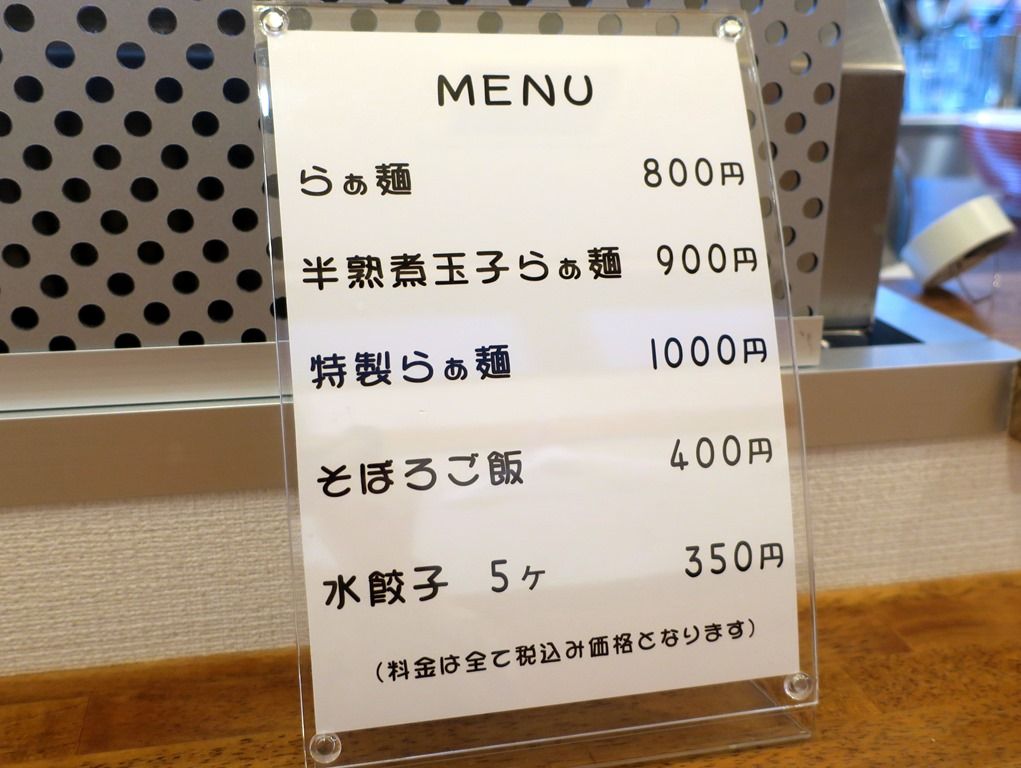 MENU
らぁ麺 800円
半熟煮玉子らぁ麺 900円
特製らぁ麺 1000円
そぼろご飯 400円
水餃子 5ヶ 350円
（料金は全て税込み価格となります）